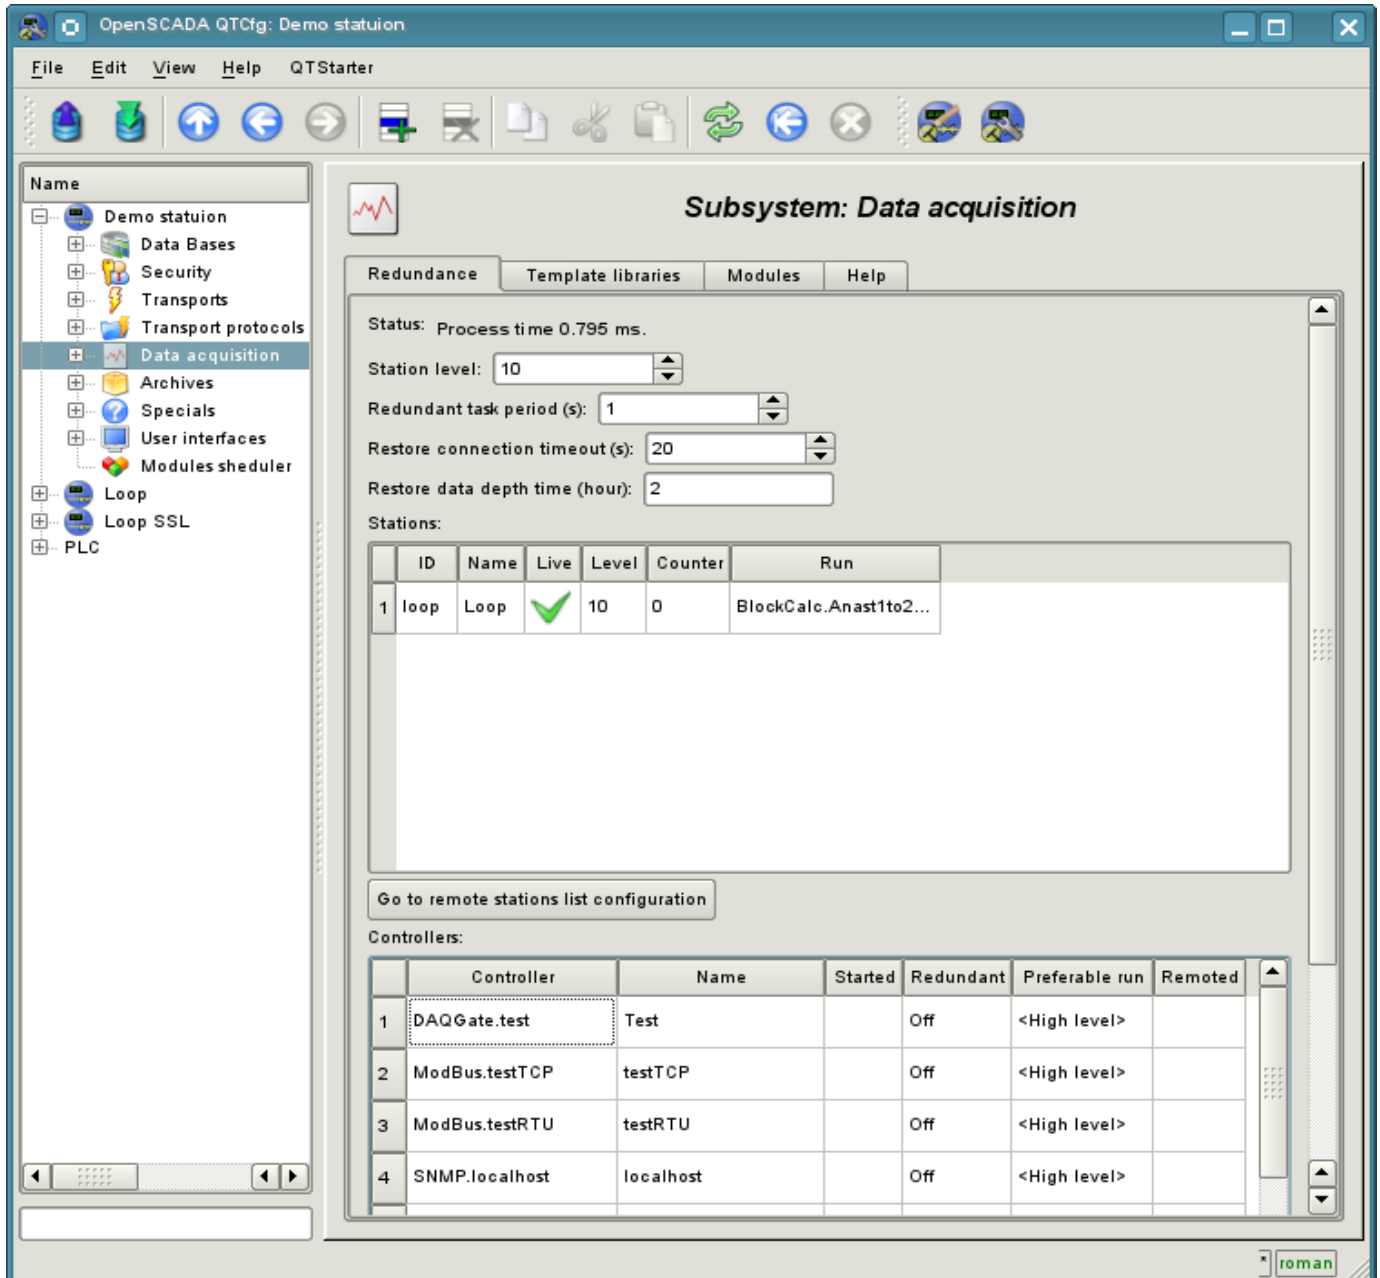 OpenSCADA QTCfg: Demo statuion
File Edit View Help QTStarter
Name
Demo statuion
Data Bases
Security
Transports
Transport protocols
Data acquisition
Archives
Specials
User interfaces
Modules sheduler
Loop
Loop SSL
PLC
Subsystem: Data acquisition
Redundance Template libraries Modules Help
Status: Process time 0.795 ms.
Station level: 10
Redundant task period (s): 1
Restore connection timeout (s): 20
Restore data depth time (hour): 2
Stations:
ID Name Live Level Counter Run
1 loop Loop 10 0 BlockCalc.Anast1to2...
Go to remote stations list configuration
Controllers:
Controller Name Started Redundant Preferable run Remoted
1 DAQGate.test Test Off <High level>
2 ModBus.testTCP testTCP Off <High level>
3 ModBus.testRTU testRTU Off <High level>
4 SNMP.localhost localhost Off <High level>
* roman